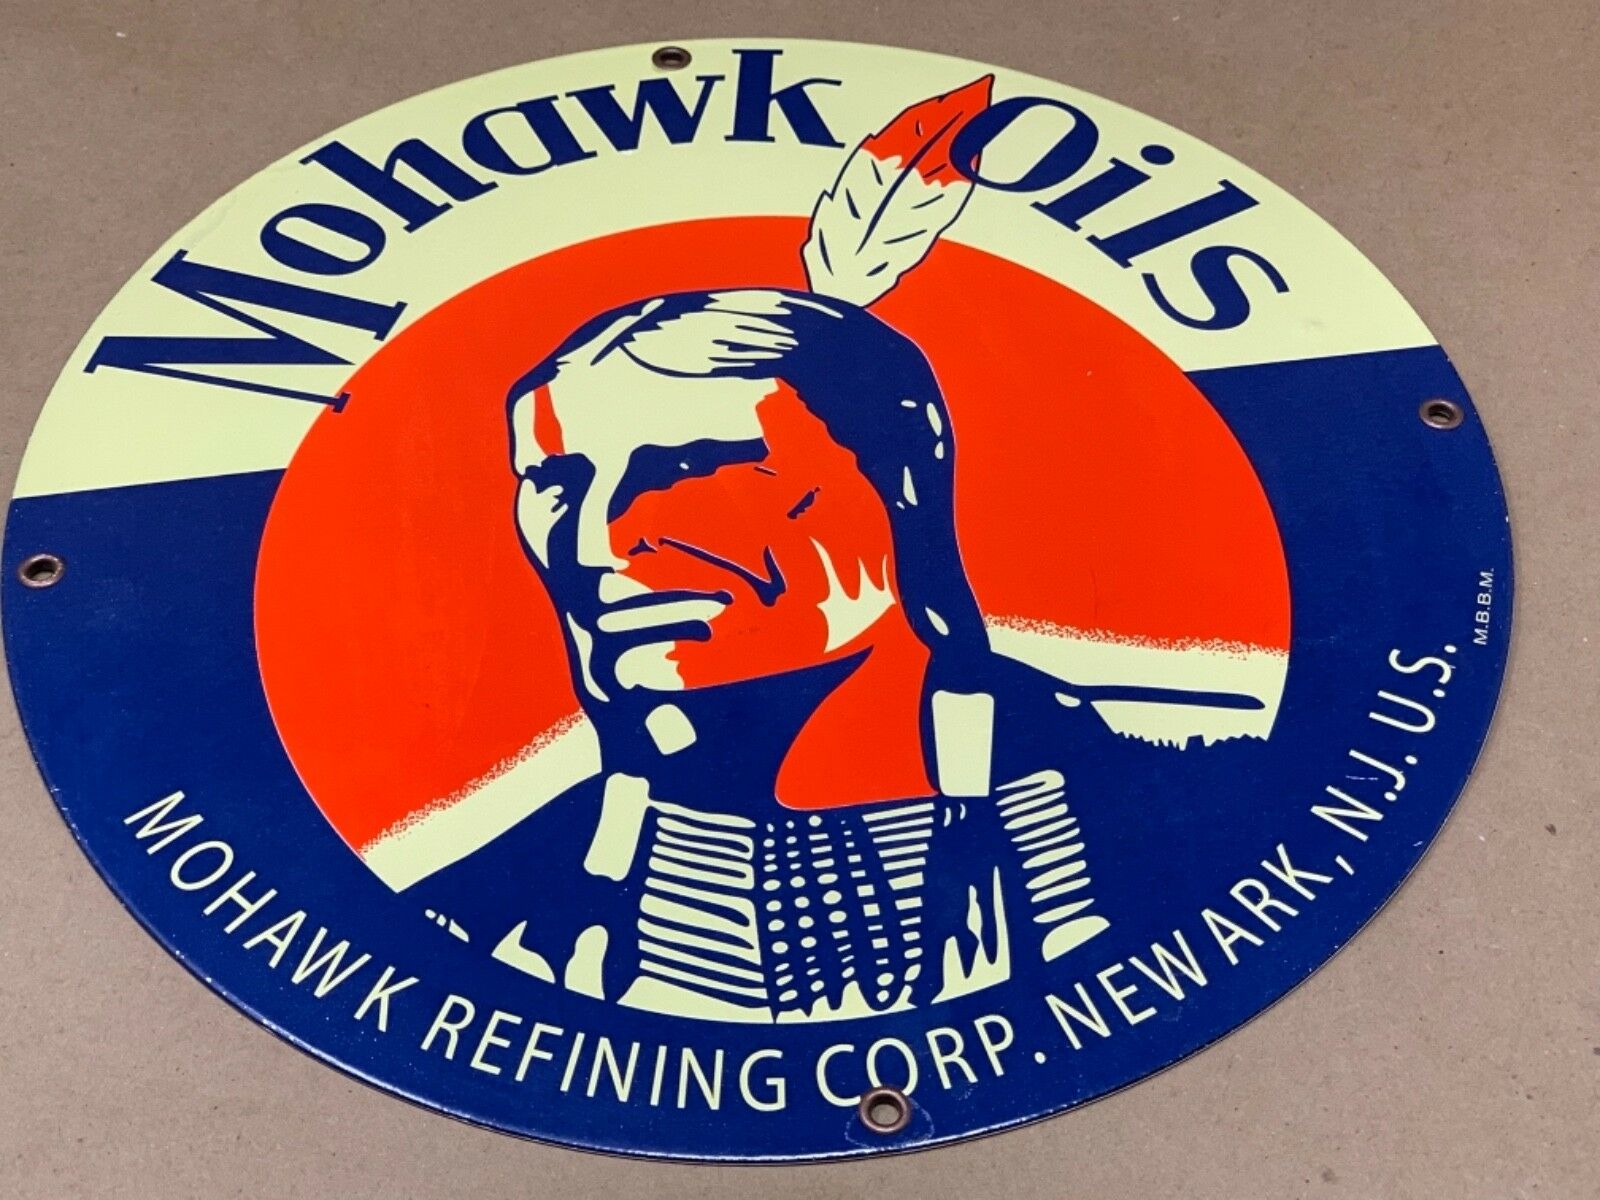 Mohawk Oils
MOHAWK REFINING CORP. NEWARK, N.J. U.S.
M.B.B.M.